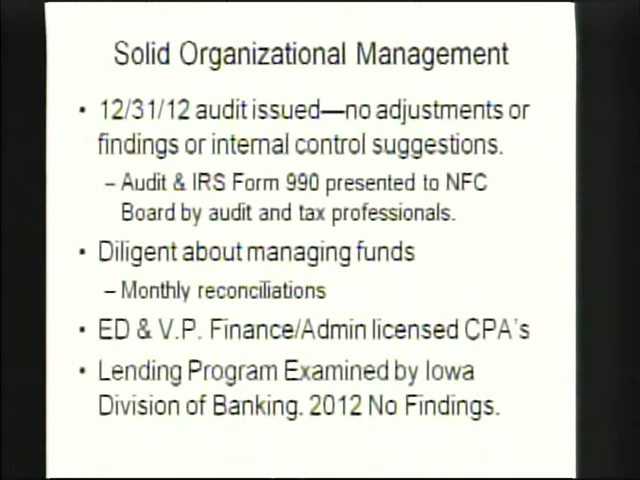 Solid Organizational Management
• 12/31/12 audit issued—no adjustments or
findings or internal control suggestions.
– Audit & IRS Form 990 presented to NFC
Board by audit and tax professionals.
• Diligent about managing funds
– Monthly reconciliations
• ED & V.P. Finance/Admin licensed CPA's
• Lending Program Examined by Iowa
Division of Banking. 2012 No Findings.